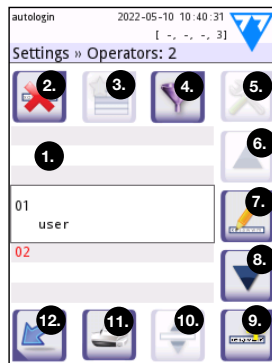 autologin 2022-05-10 10:40:31
[ -, -, -, 3]
Settings » Operators: 2
2. 3. 4. 5.
1. 6.
01 7.
user
02 8.
12. 11. 10. 9.